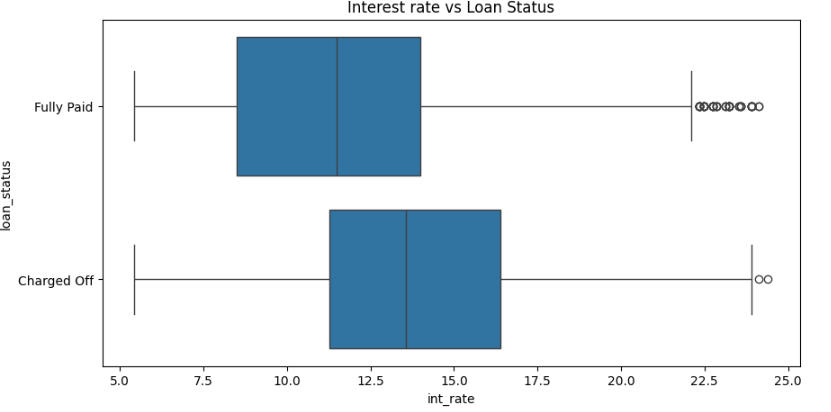 Interest rate vs Loan Status
loan_status
Fully Paid
Charged Off
5.0 7.5 10.0 12.5 15.0 17.5 20.0 22.5 25.0
int_rate